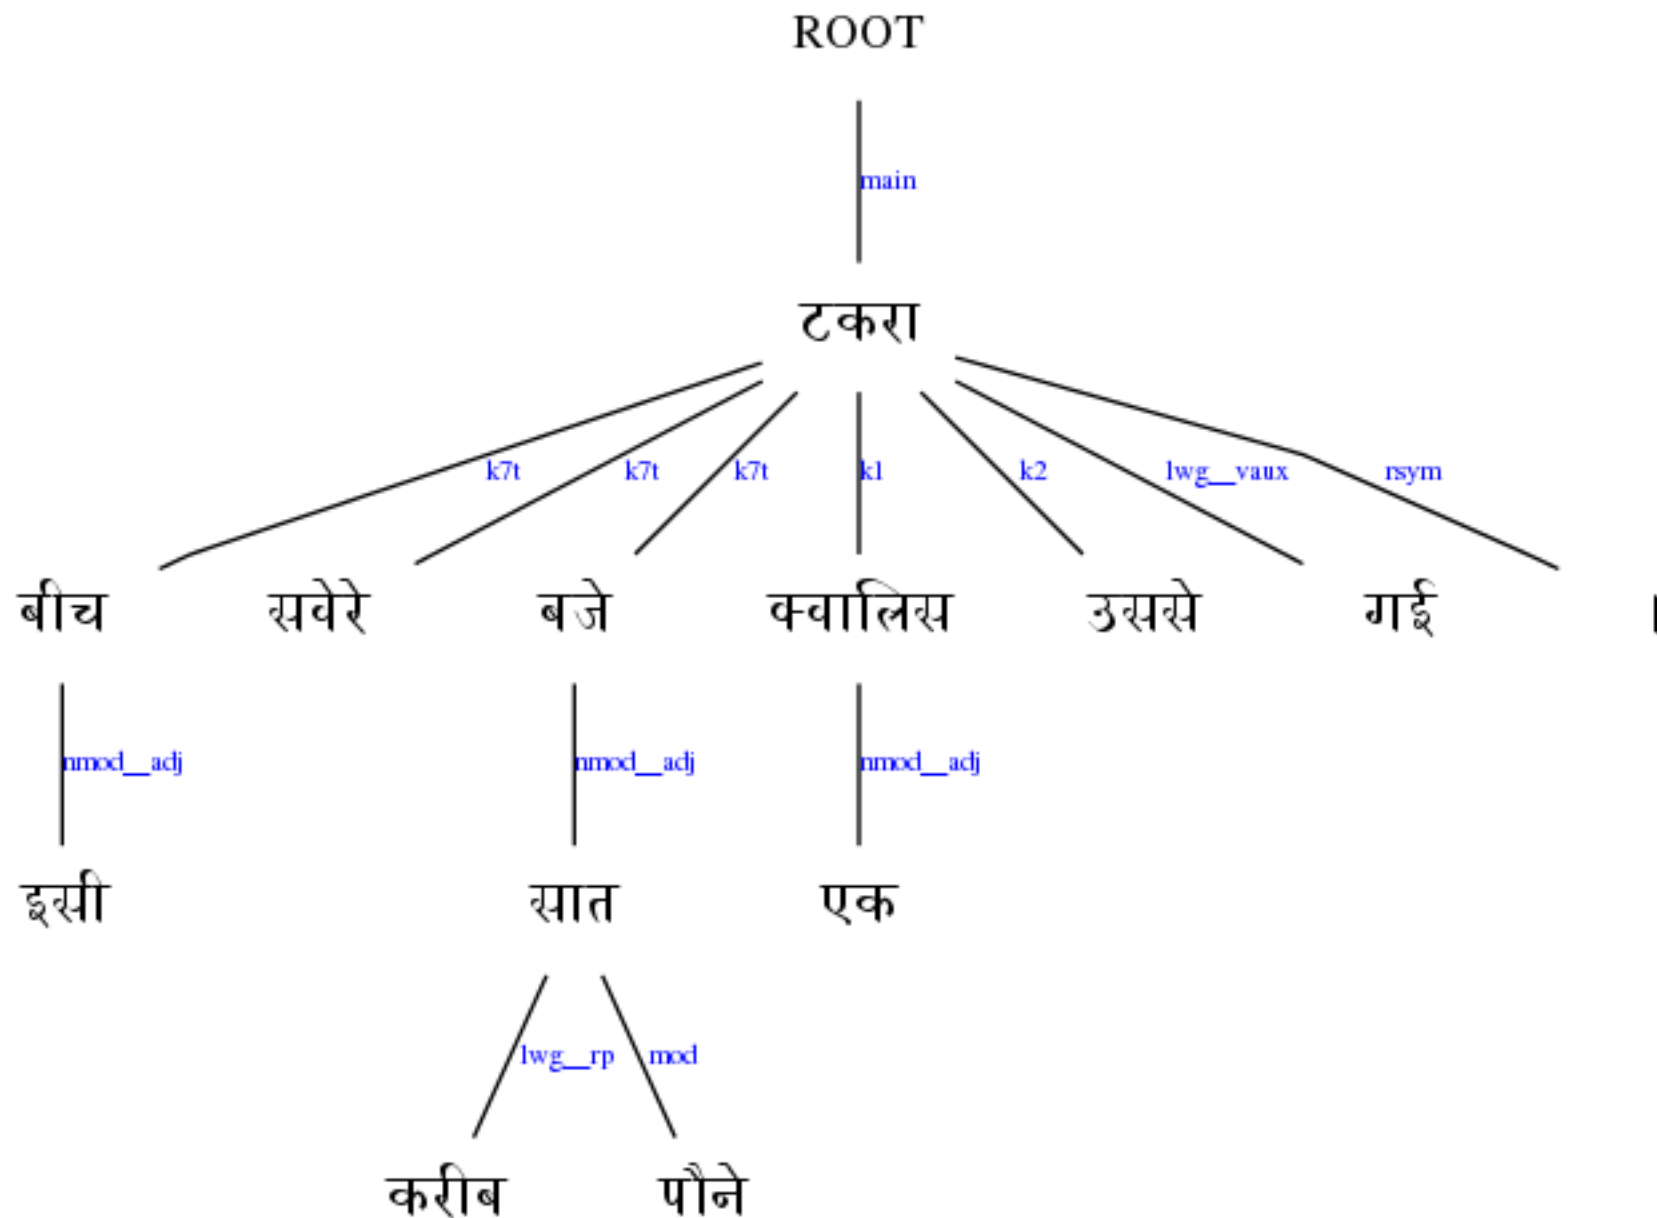 ROOT
main
टकरा
k7t k7t k7t k1 k2 lwg__vaux rsym
बीच सवेरे बजे क्वालिस उससे गई ।
nmod__adj nmod__adj nmod__adj
इसी सात एक
lwg__rp mod
करीब पौने